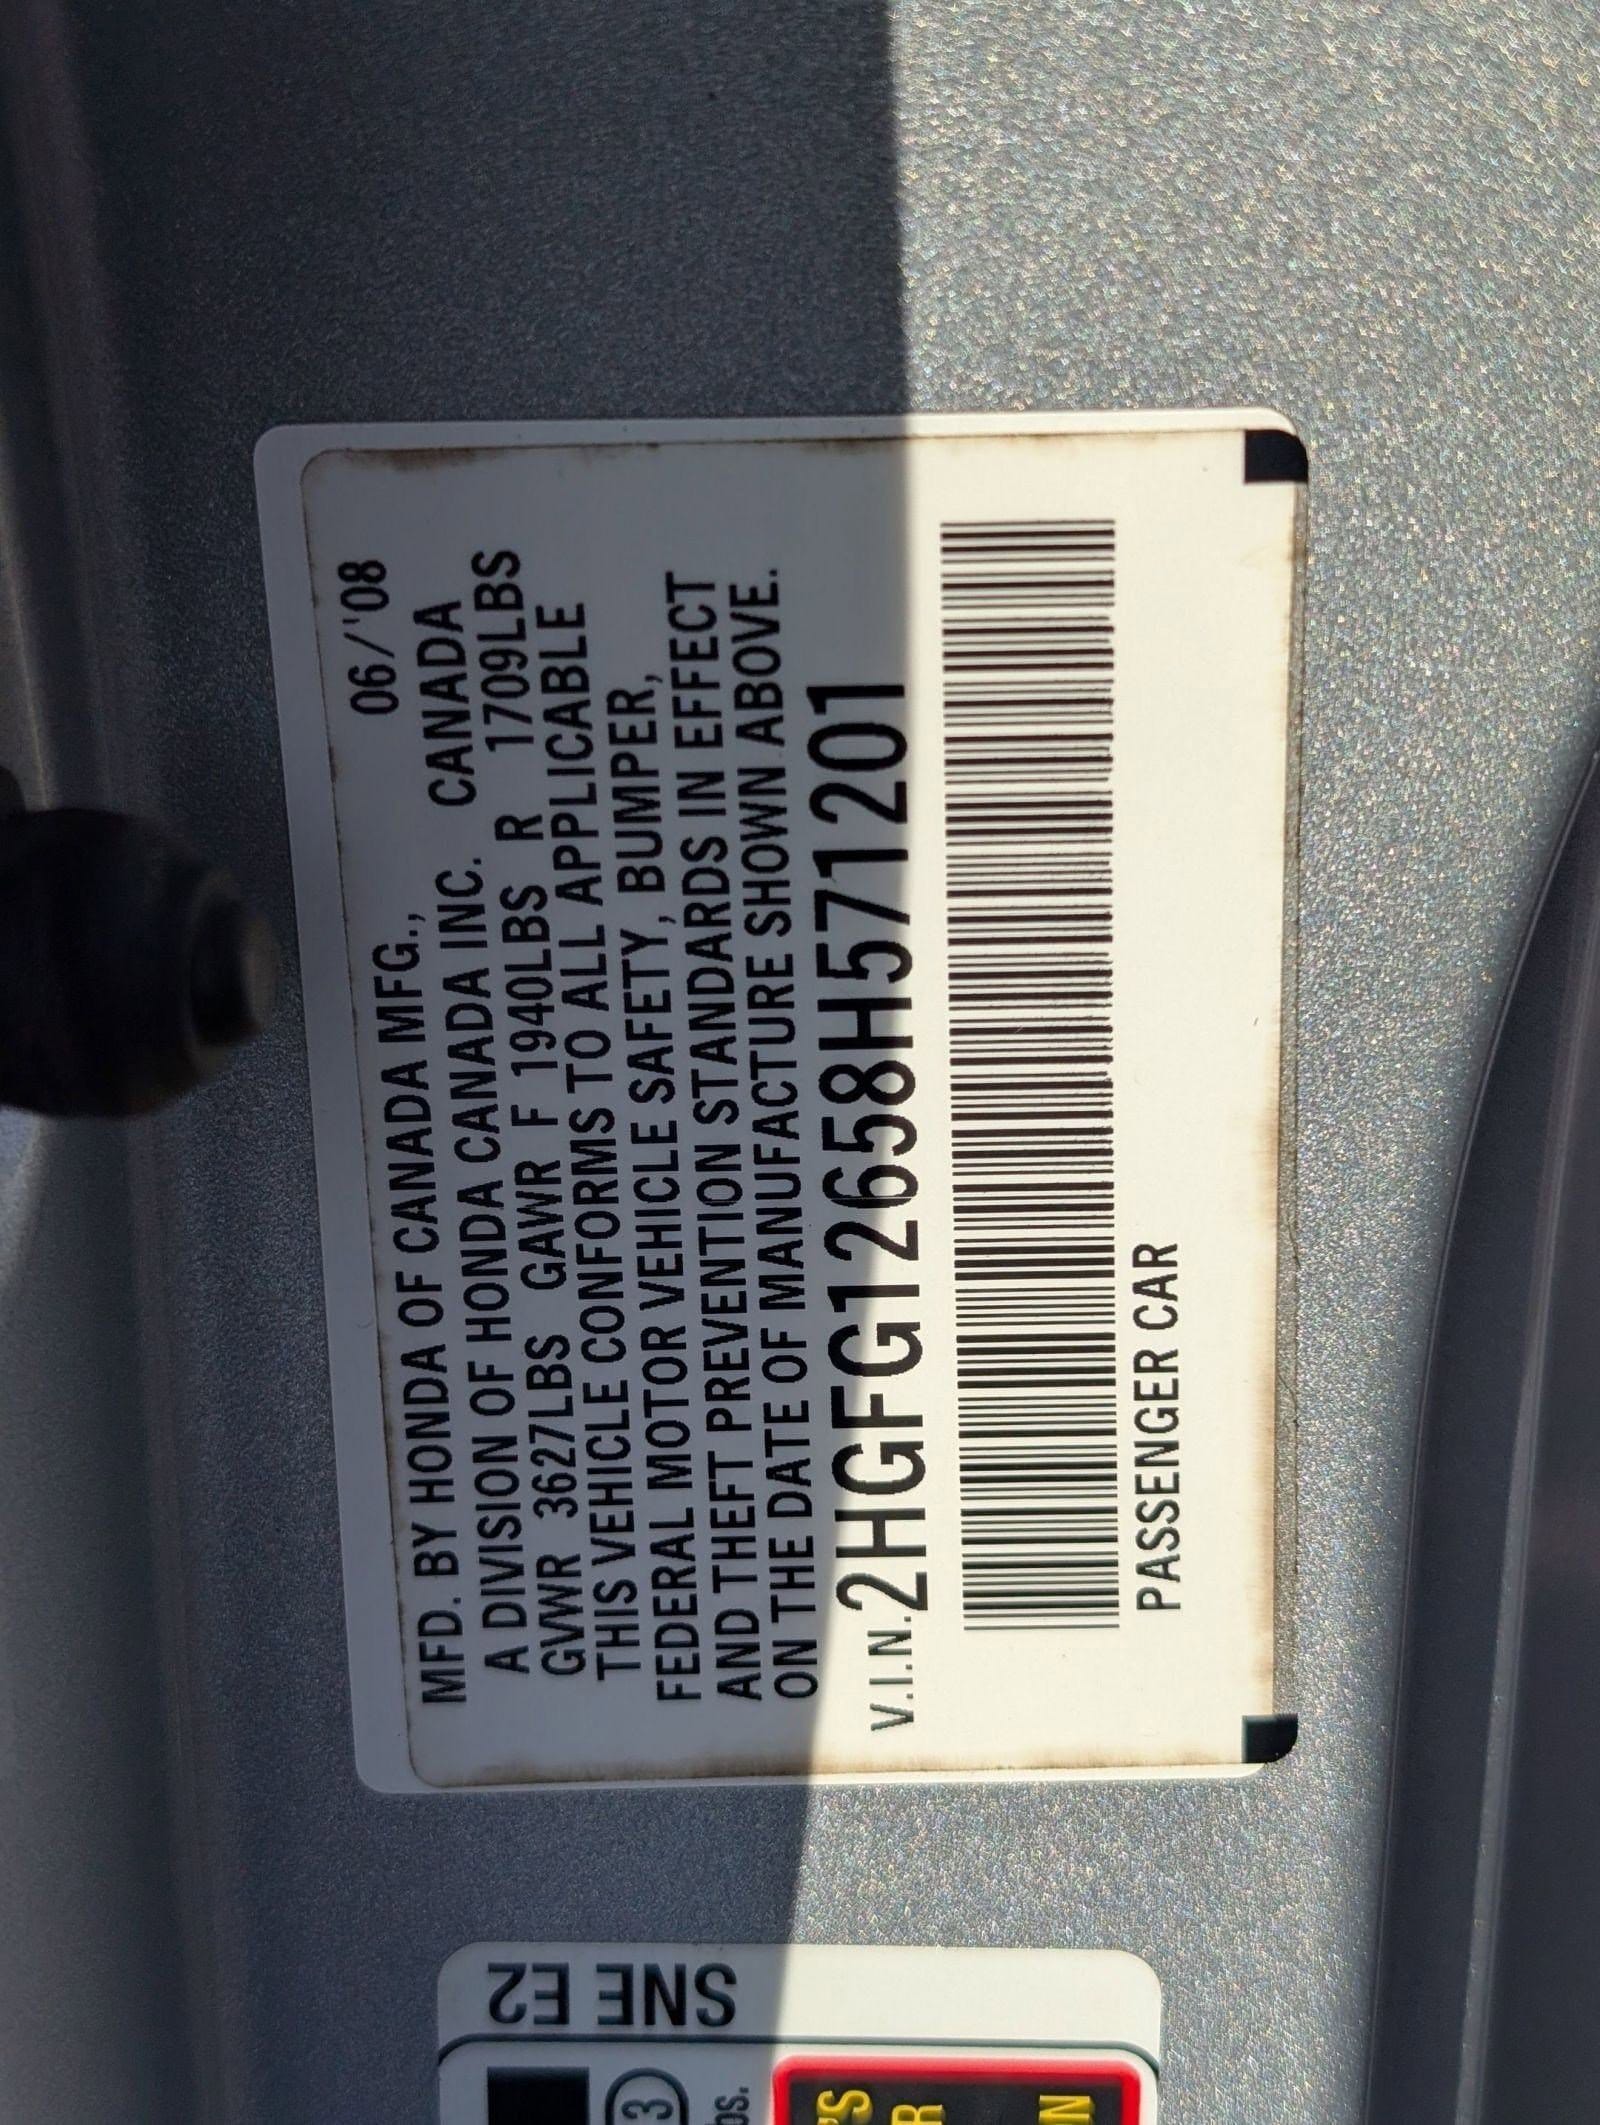 06/'08
MFD. BY HONDA OF CANADA MFG.,
A DIVISION OF HONDA CANADA INC. CANADA
GVWR 3627LBS GAWR F 1940LBS R 1709LBS
THIS VEHICLE CONFORMS TO ALL APPLICABLE
FEDERAL MOTOR VEHICLE SAFETY, BUMPER,
AND THEFT PREVENTION STANDARDS IN EFFECT
ON THE DATE OF MANUFACTURE SHOWN ABOVE.
V.I.N. 2HGFG12658H571201
PASSENGER CAR
SNE E2
3